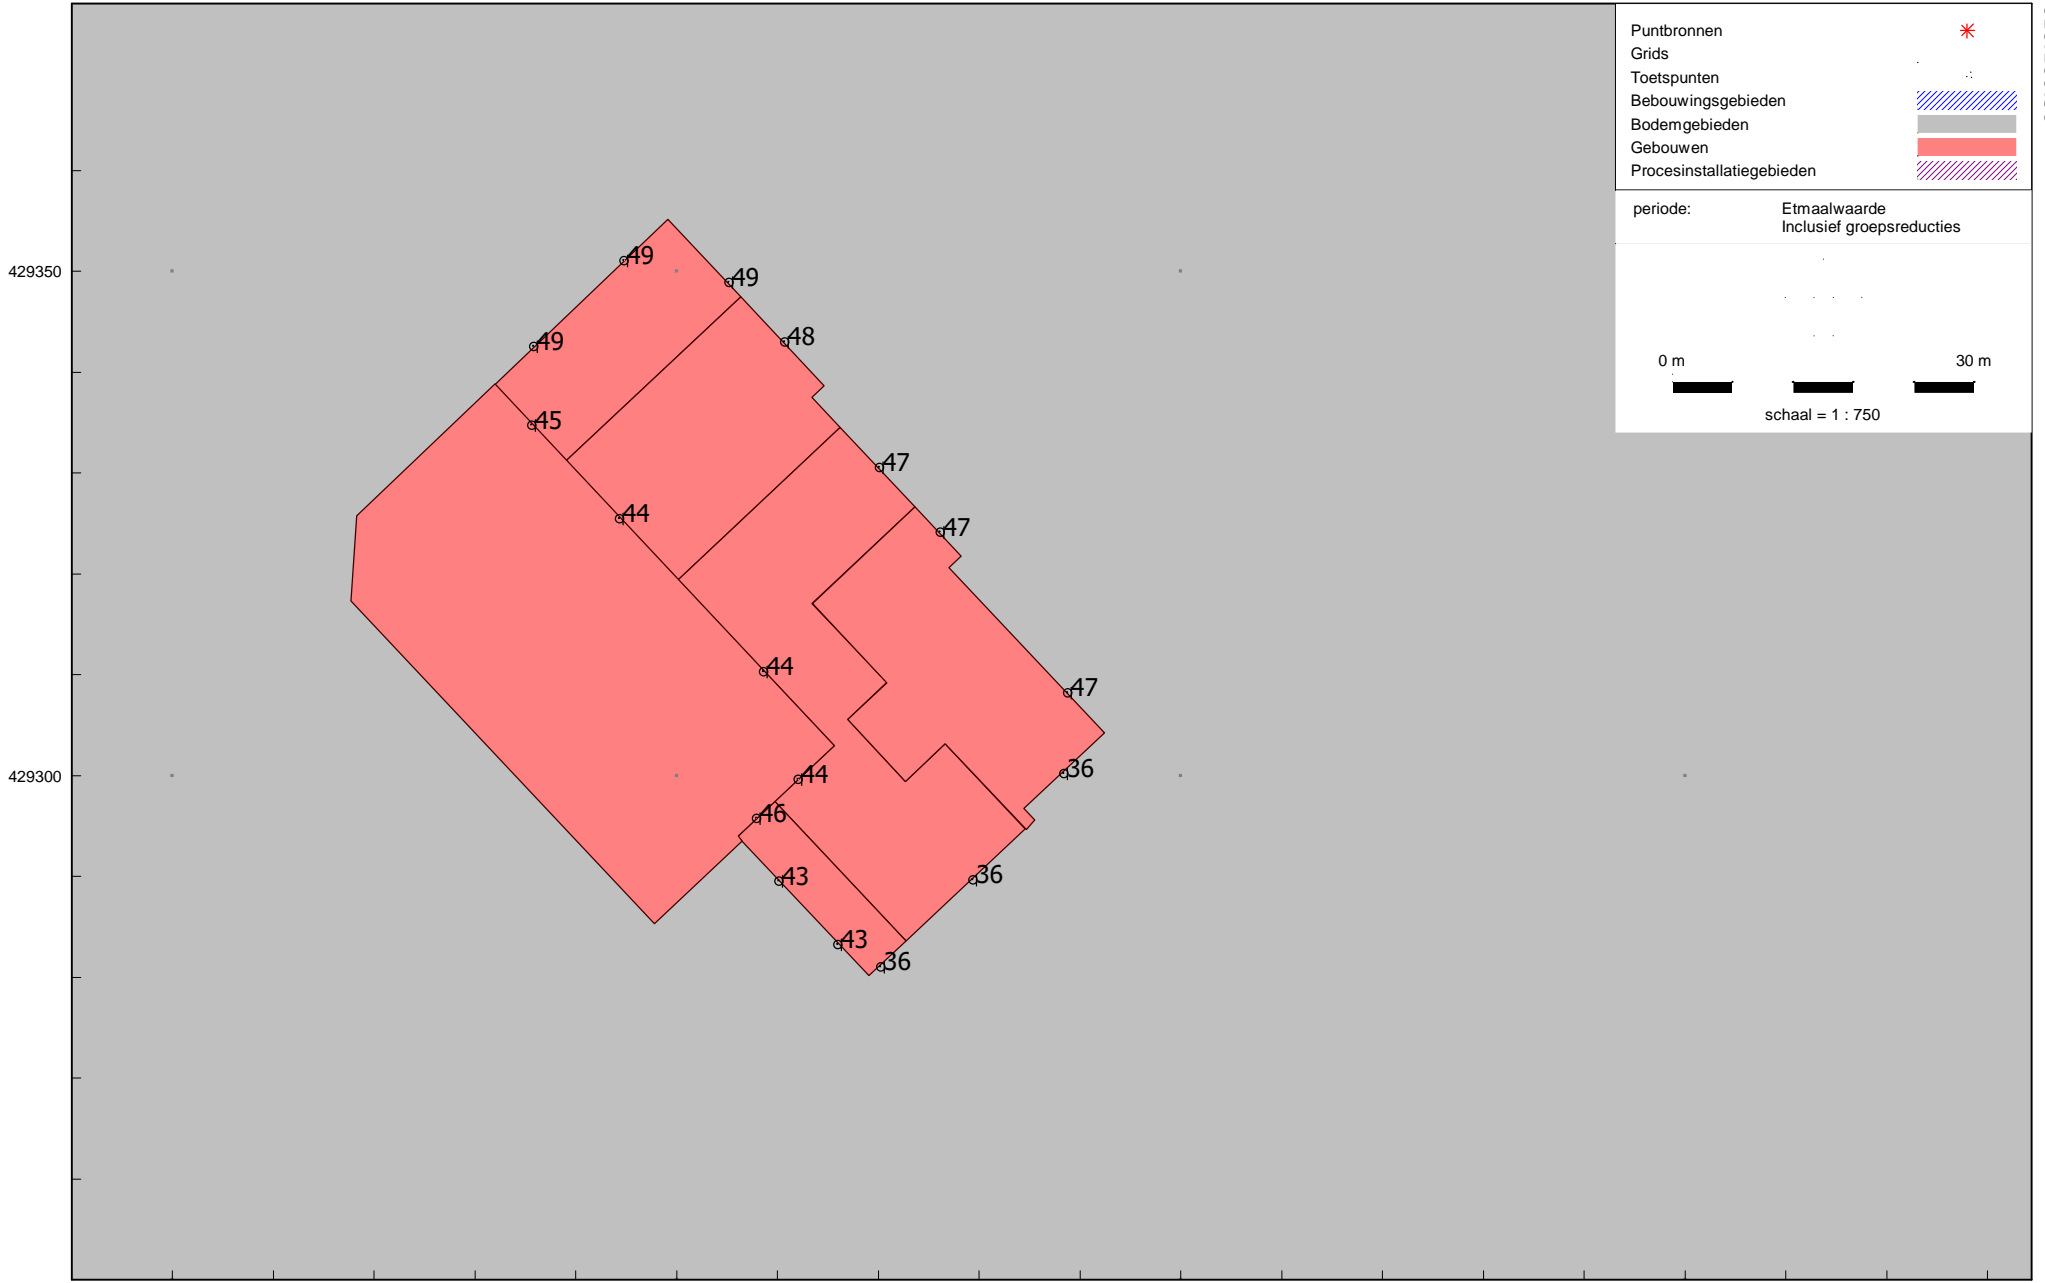 Puntbronnen
Grids
Toetspunten
Bebouwingsgebieden
Bodemgebieden
Gebouwen
Procesinstallatiegebieden
periode: Etmaalwaarde
Inclusief groepsreducties
0 m 30 m
schaal = 1 : 750
429350
429300
49
49
49
48
45
47
44
47
44
47
44
36
46
43
36
43
36